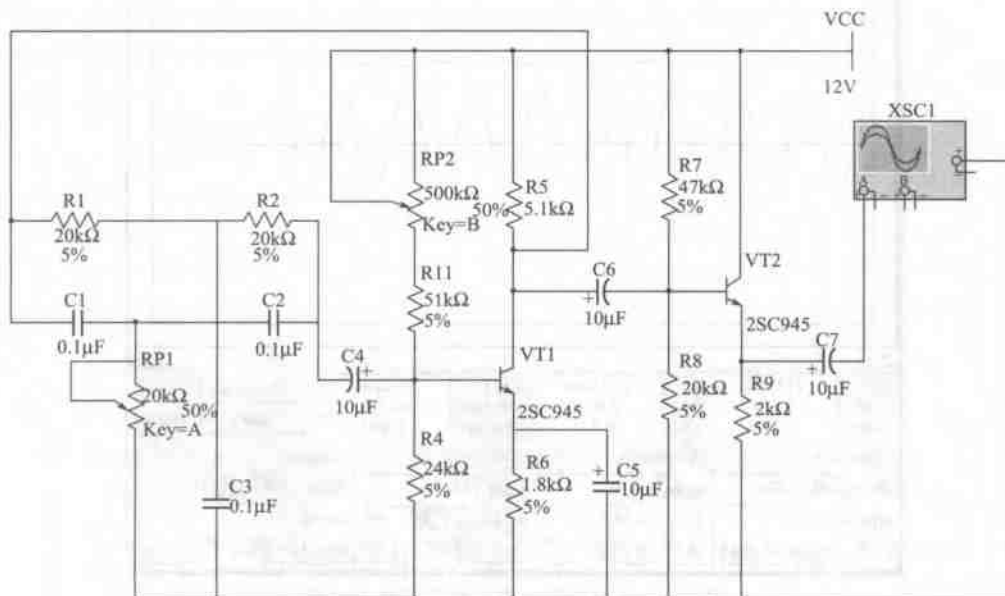 VCC
12V
XSC1
RP2
500kΩ
50%
Key=B
R5
5.1kΩ
R7
47kΩ
5%
R1
20kΩ
5%
R2
20kΩ
5%
R11
51kΩ
5%
C6
+
10μF
VT2
2SC945
C1
0.1μF
C2
0.1μF
C4
+
10μF
VT1
2SC945
C7
+
10μF
RP1
20kΩ
50%
Key=A
R8
20kΩ
5%
R9
2kΩ
5%
R4
24kΩ
5%
R6
1.8kΩ
5%
C5
+
10μF
C3
0.1μF
A
B